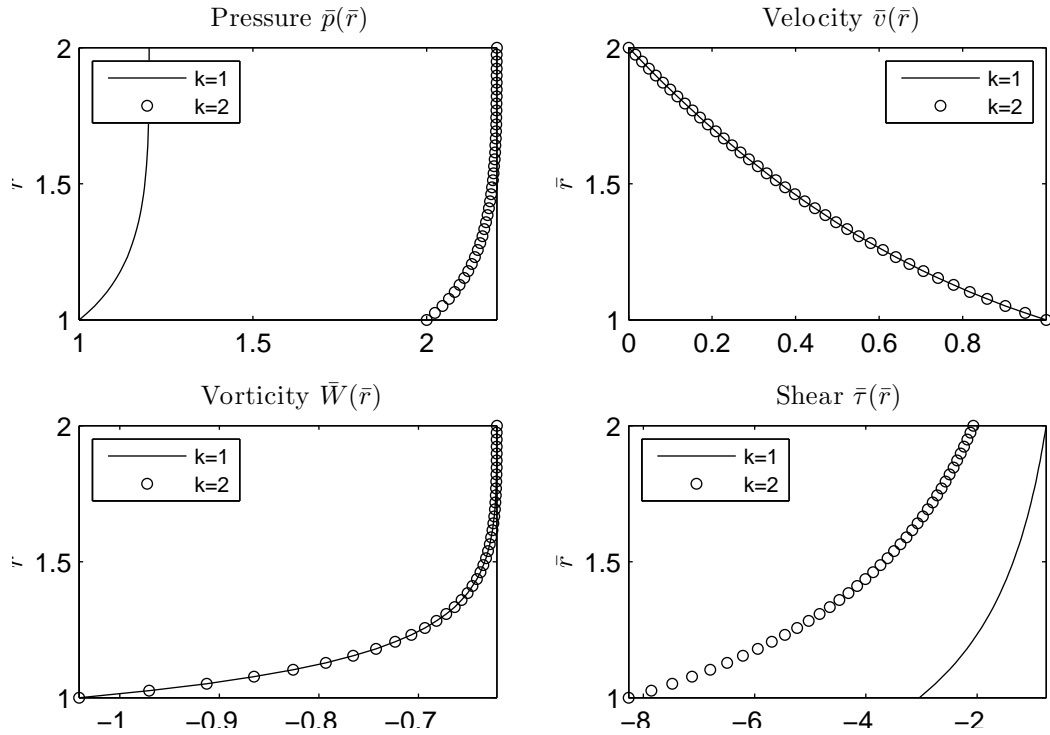 Pressure p̄(r̄)
2
1.5
1
r
k=1
k=2
1
1.5
2
Velocity v̄(r̄)
2
1.5
1
r̄
k=1
k=2
0
0.2
0.4
0.6
0.8
Vorticity W̄(r̄)
2
1.5
1
r
k=1
k=2
−1
−0.9
−0.8
−0.7
Shear τ̄(r̄)
2
1.5
1
r̄
k=1
k=2
−8
−6
−4
−2